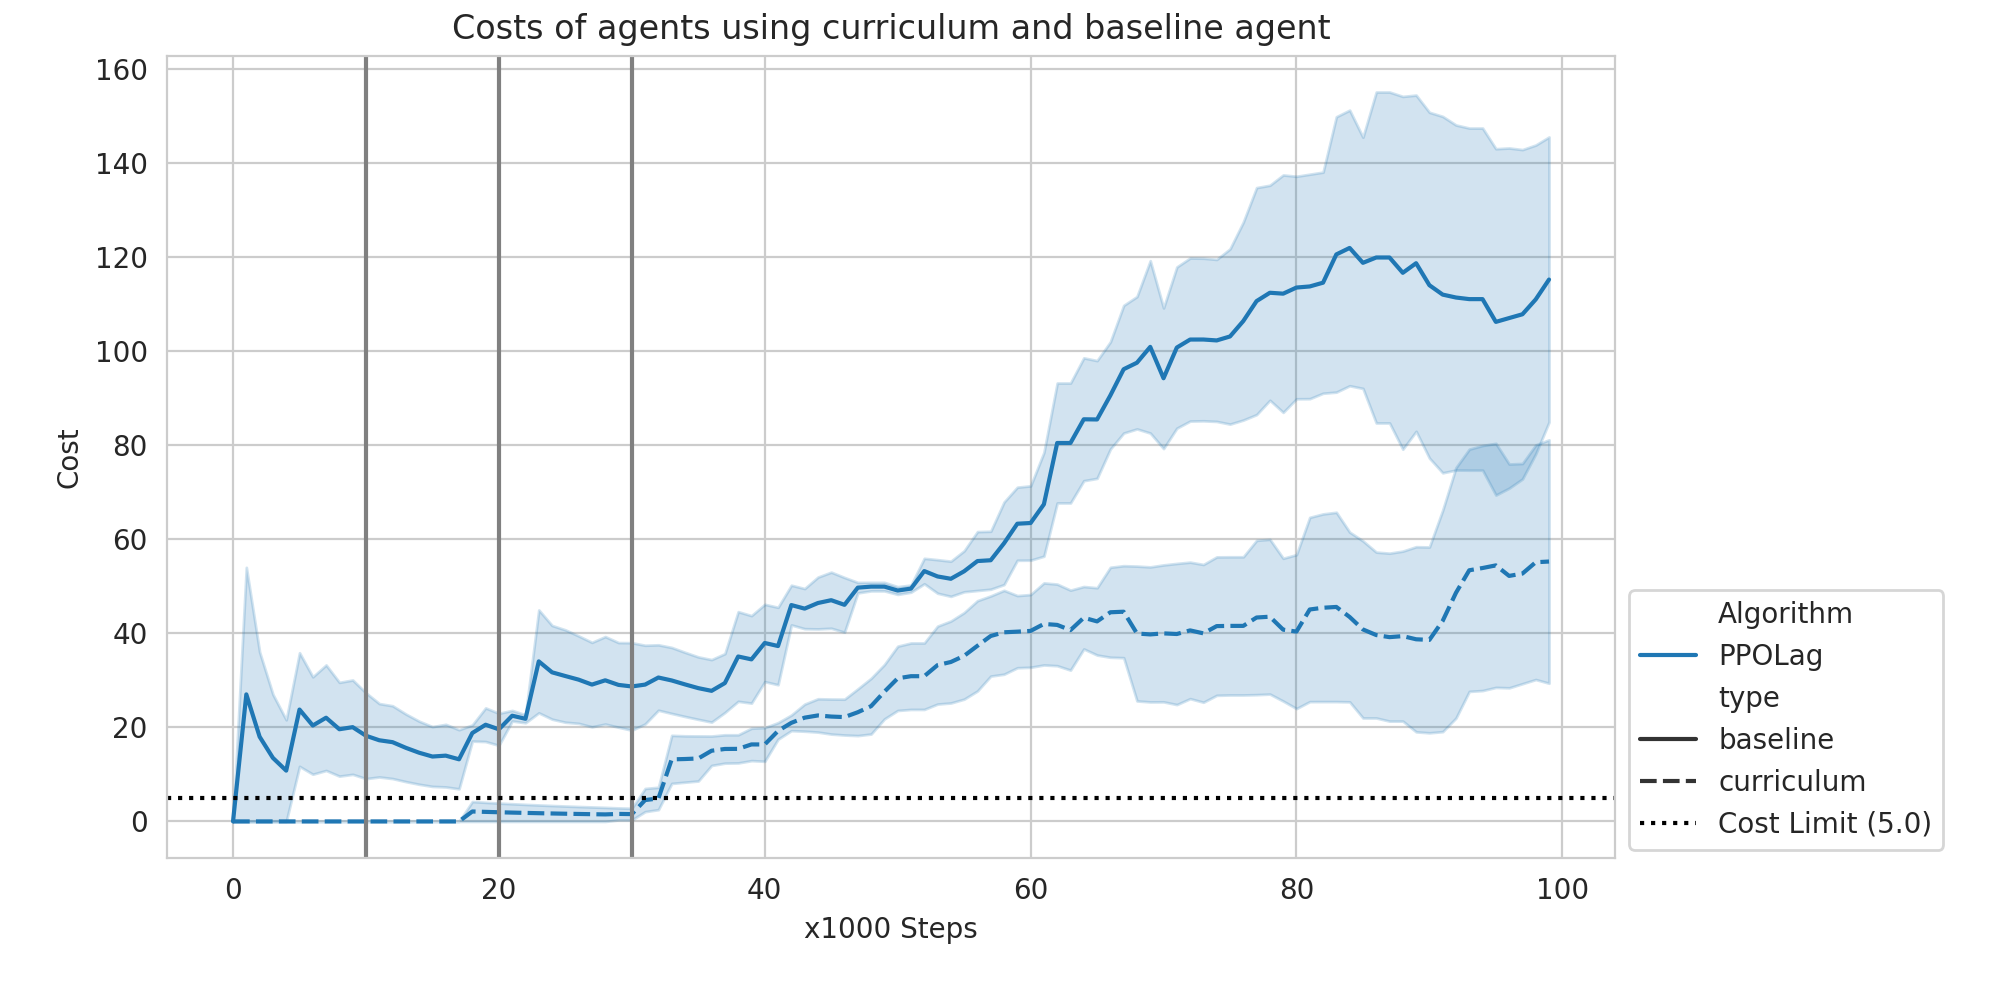 Costs of agents using curriculum and baseline agent
160
140
120
100
80
60
40
20
0
Cost
0 20 40 60 80 100
x1000 Steps
Algorithm
PPOLag
type
baseline
curriculum
Cost Limit (5.0)